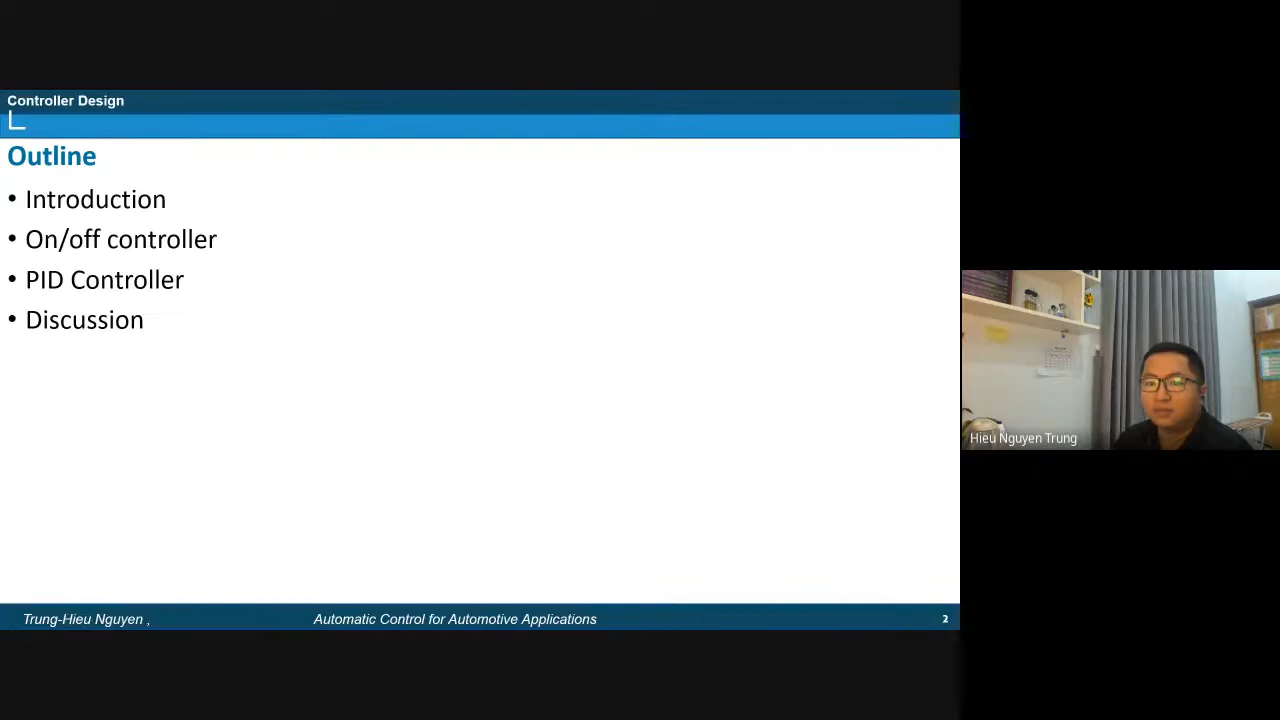 Controller Design
Outline
• Introduction
• On/off controller
• PID Controller
• Discussion
Trung-Hieu Nguyen ,
Automatic Control for Automotive Applications
2
Hieu Nguyen Trung